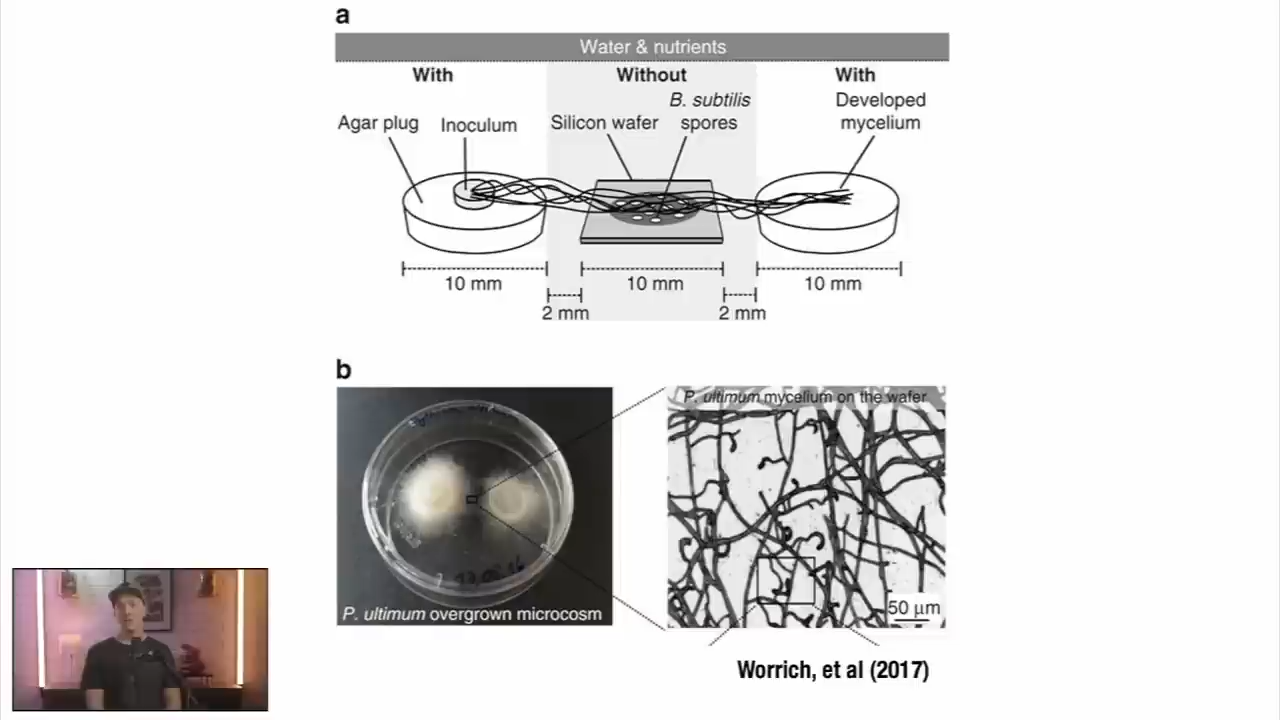 a
Water & nutrients
With
Without
With
Agar plug
Inoculum
Silicon wafer
B. subtilis
spores
Developed
mycelium
10 mm
10 mm
10 mm
2 mm
2 mm
b
P. ultimum overgrown microcosm
P. ultimum mycelium on the wafer
50 µm
Worrich, et al (2017)